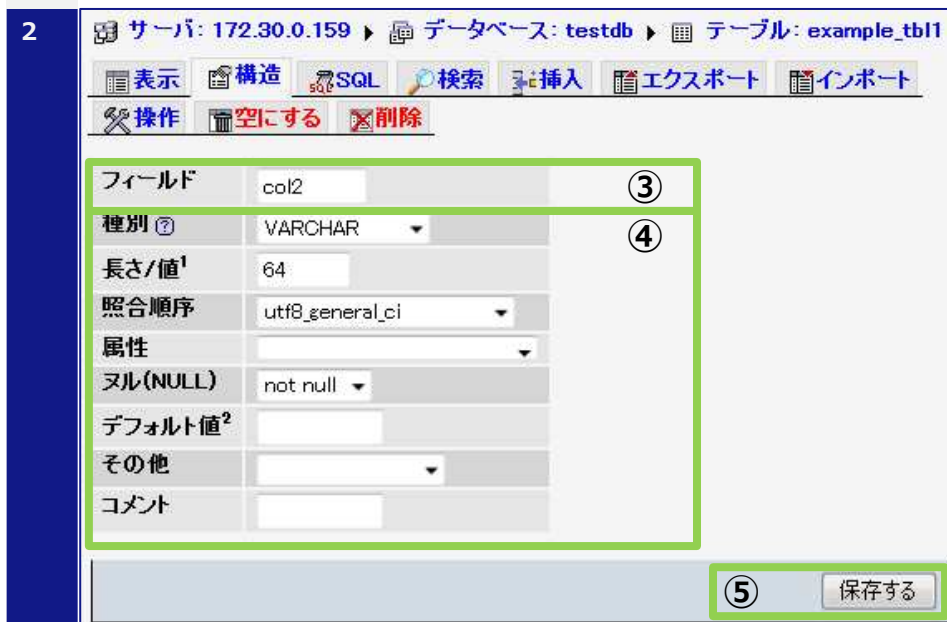 2
サーバ: 172.30.0.159 ▶ データベース: testdb ▶ テーブル: example_tbl1
表示 構造 SQL 検索 挿入 エクスポート インポート
操作 空にする 削除
フィールド col2 ③
種別 VARCHAR ④
長さ/値¹ 64
照合順序 utf8_general_ci
属性
ヌル(NULL) not null
デフォルト値²
その他
コメント
⑤ 保存する